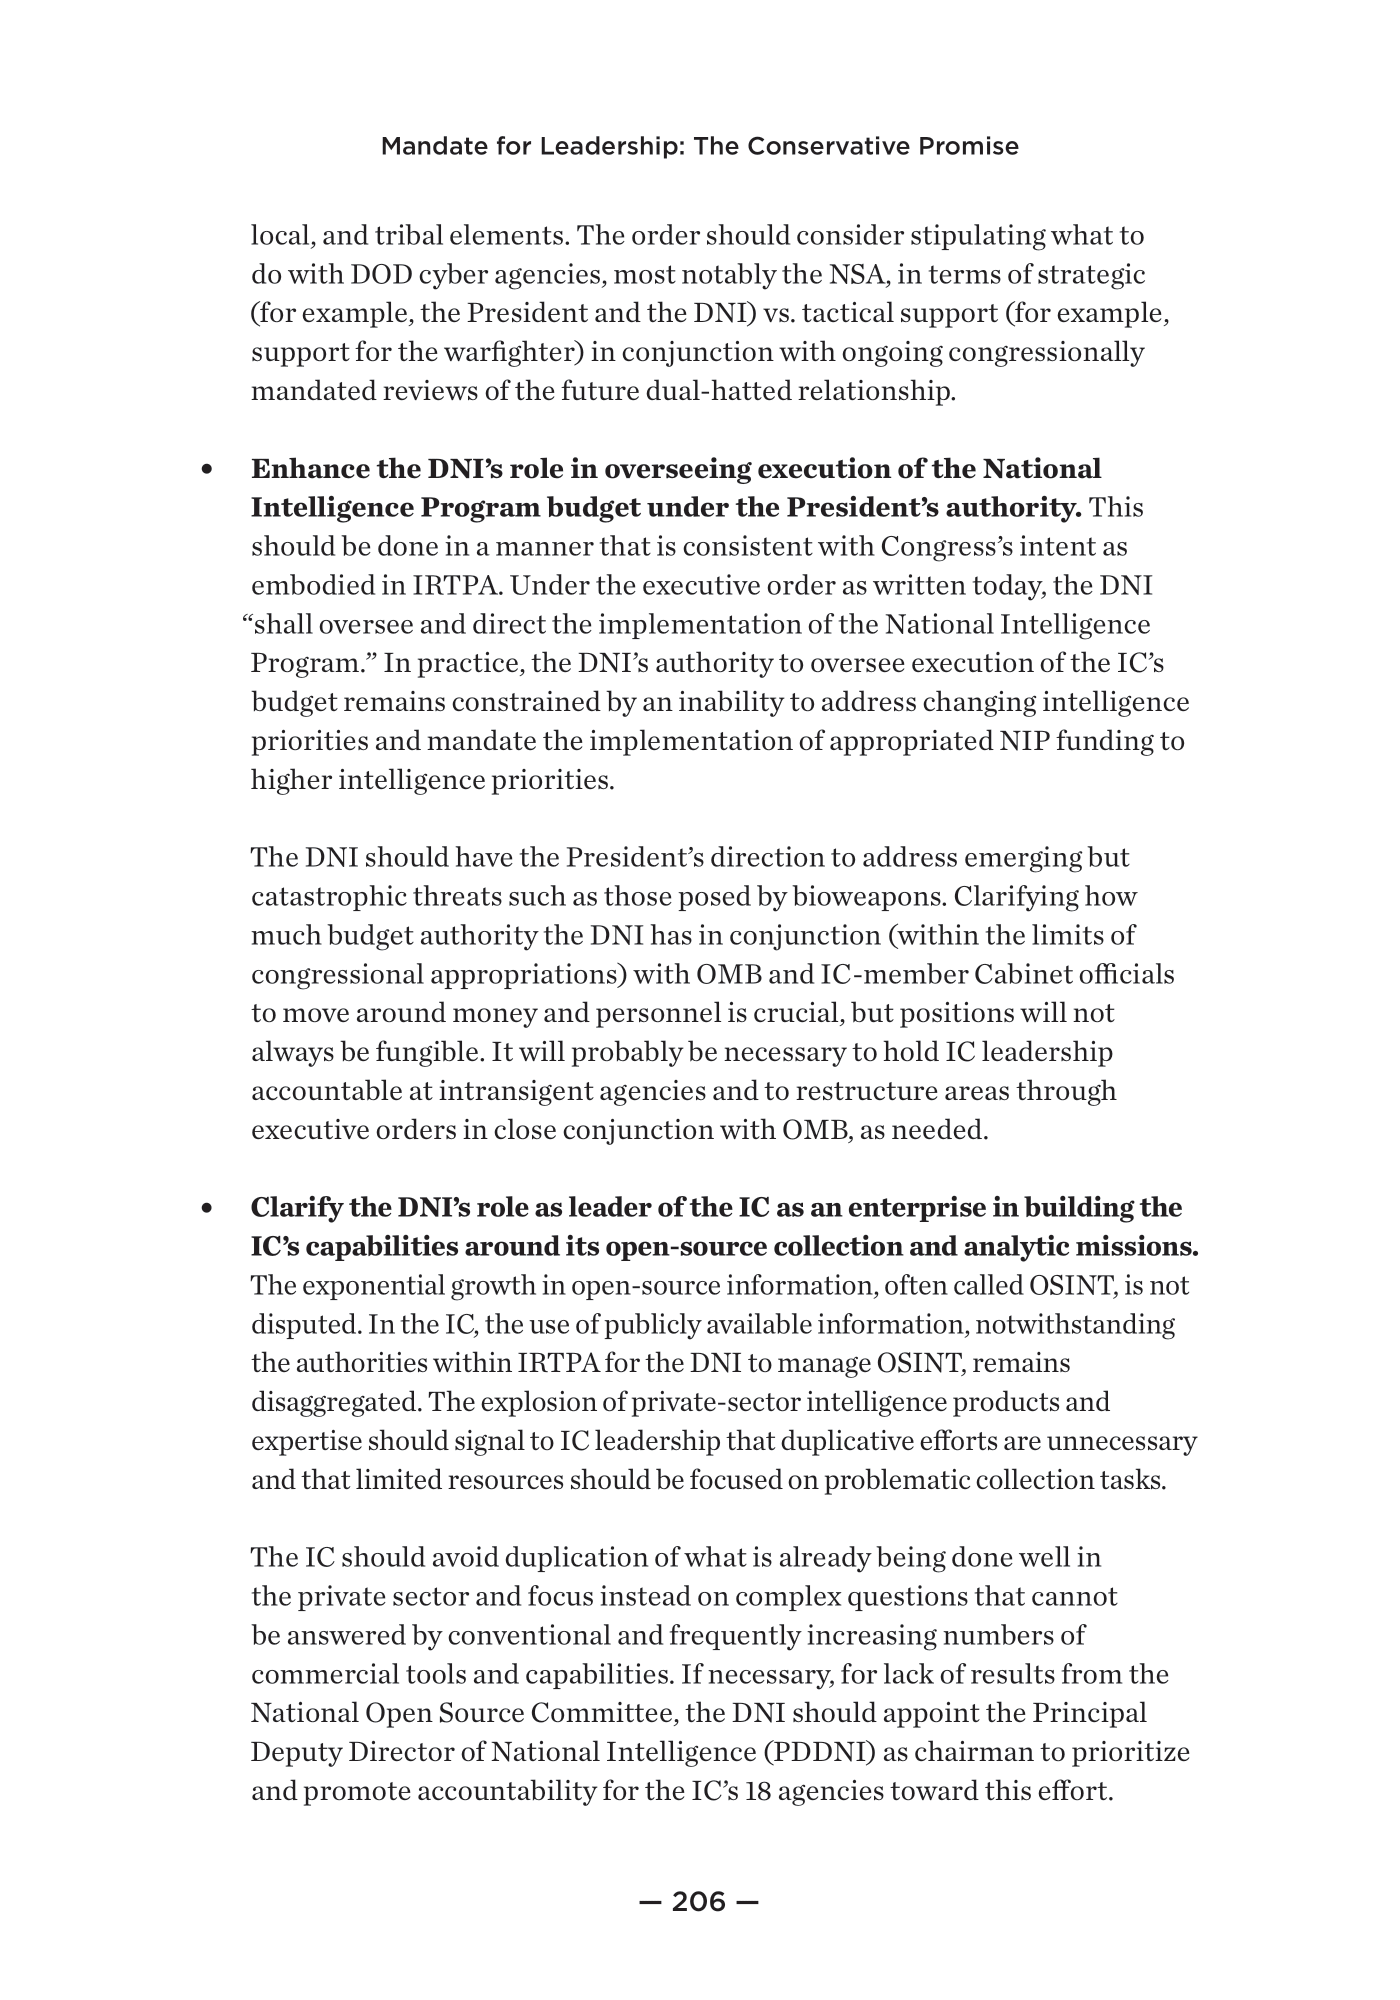 Mandate for Leadership: The Conservative Promise
local, and tribal elements. The order should consider stipulating what to
do with DOD cyber agencies, most notably the NSA, in terms of strategic
(for example, the President and the DNI) vs. tactical support (for example,
support for the warfighter) in conjunction with ongoing congressionally
mandated reviews of the future dual-hatted relationship.
• Enhance the DNI’s role in overseeing execution of the National
Intelligence Program budget under the President’s authority. This
should be done in a manner that is consistent with Congress’s intent as
embodied in IRTPA. Under the executive order as written today, the DNI
“shall oversee and direct the implementation of the National Intelligence
Program.” In practice, the DNI’s authority to oversee execution of the IC’s
budget remains constrained by an inability to address changing intelligence
priorities and mandate the implementation of appropriated NIP funding to
higher intelligence priorities.
The DNI should have the President’s direction to address emerging but
catastrophic threats such as those posed by bioweapons. Clarifying how
much budget authority the DNI has in conjunction (within the limits of
congressional appropriations) with OMB and IC-member Cabinet officials
to move around money and personnel is crucial, but positions will not
always be fungible. It will probably be necessary to hold IC leadership
accountable at intransigent agencies and to restructure areas through
executive orders in close conjunction with OMB, as needed.
• Clarify the DNI’s role as leader of the IC as an enterprise in building the
IC’s capabilities around its open-source collection and analytic missions.
The exponential growth in open-source information, often called OSINT, is not
disputed. In the IC, the use of publicly available information, notwithstanding
the authorities within IRTPA for the DNI to manage OSINT, remains
disaggregated. The explosion of private-sector intelligence products and
expertise should signal to IC leadership that duplicative efforts are unnecessary
and that limited resources should be focused on problematic collection tasks.
The IC should avoid duplication of what is already being done well in
the private sector and focus instead on complex questions that cannot
be answered by conventional and frequently increasing numbers of
commercial tools and capabilities. If necessary, for lack of results from the
National Open Source Committee, the DNI should appoint the Principal
Deputy Director of National Intelligence (PDDNI) as chairman to prioritize
and promote accountability for the IC’s 18 agencies toward this effort.
— 206 —